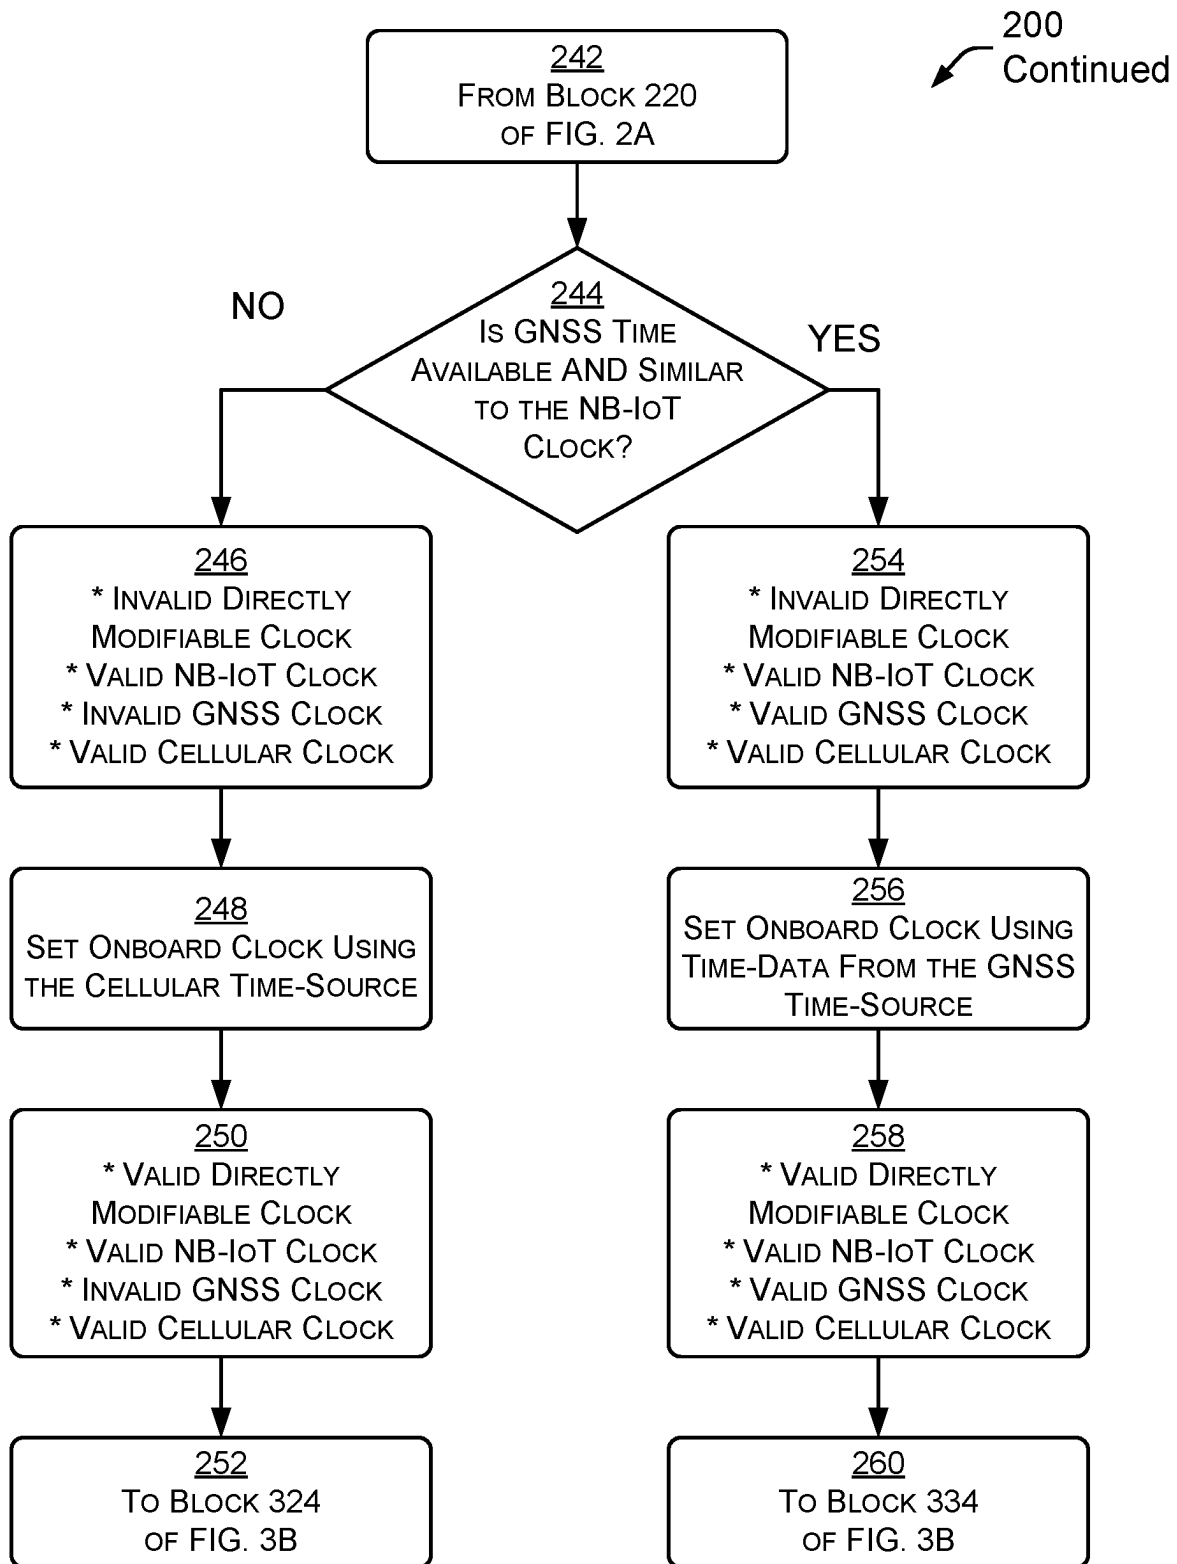 200
Continued
242
From Block 220
of FIG. 2A
244
Is GNSS Time
Available AND Similar
to the NB-IoT
Clock?
NO
YES
246
* Invalid Directly
Modifiable Clock
* Valid NB-IoT Clock
* Invalid GNSS Clock
* Valid Cellular Clock
248
Set Onboard Clock Using
the Cellular Time-Source
250
* Valid Directly
Modifiable Clock
* Valid NB-IoT Clock
* Invalid GNSS Clock
* Valid Cellular Clock
252
To Block 324
of FIG. 3B
254
* Invalid Directly
Modifiable Clock
* Valid NB-IoT Clock
* Valid GNSS Clock
* Valid Cellular Clock
256
Set Onboard Clock Using
Time-Data From the GNSS
Time-Source
258
* Valid Directly
Modifiable Clock
* Valid NB-IoT Clock
* Valid GNSS Clock
* Valid Cellular Clock
260
To Block 334
of FIG. 3B